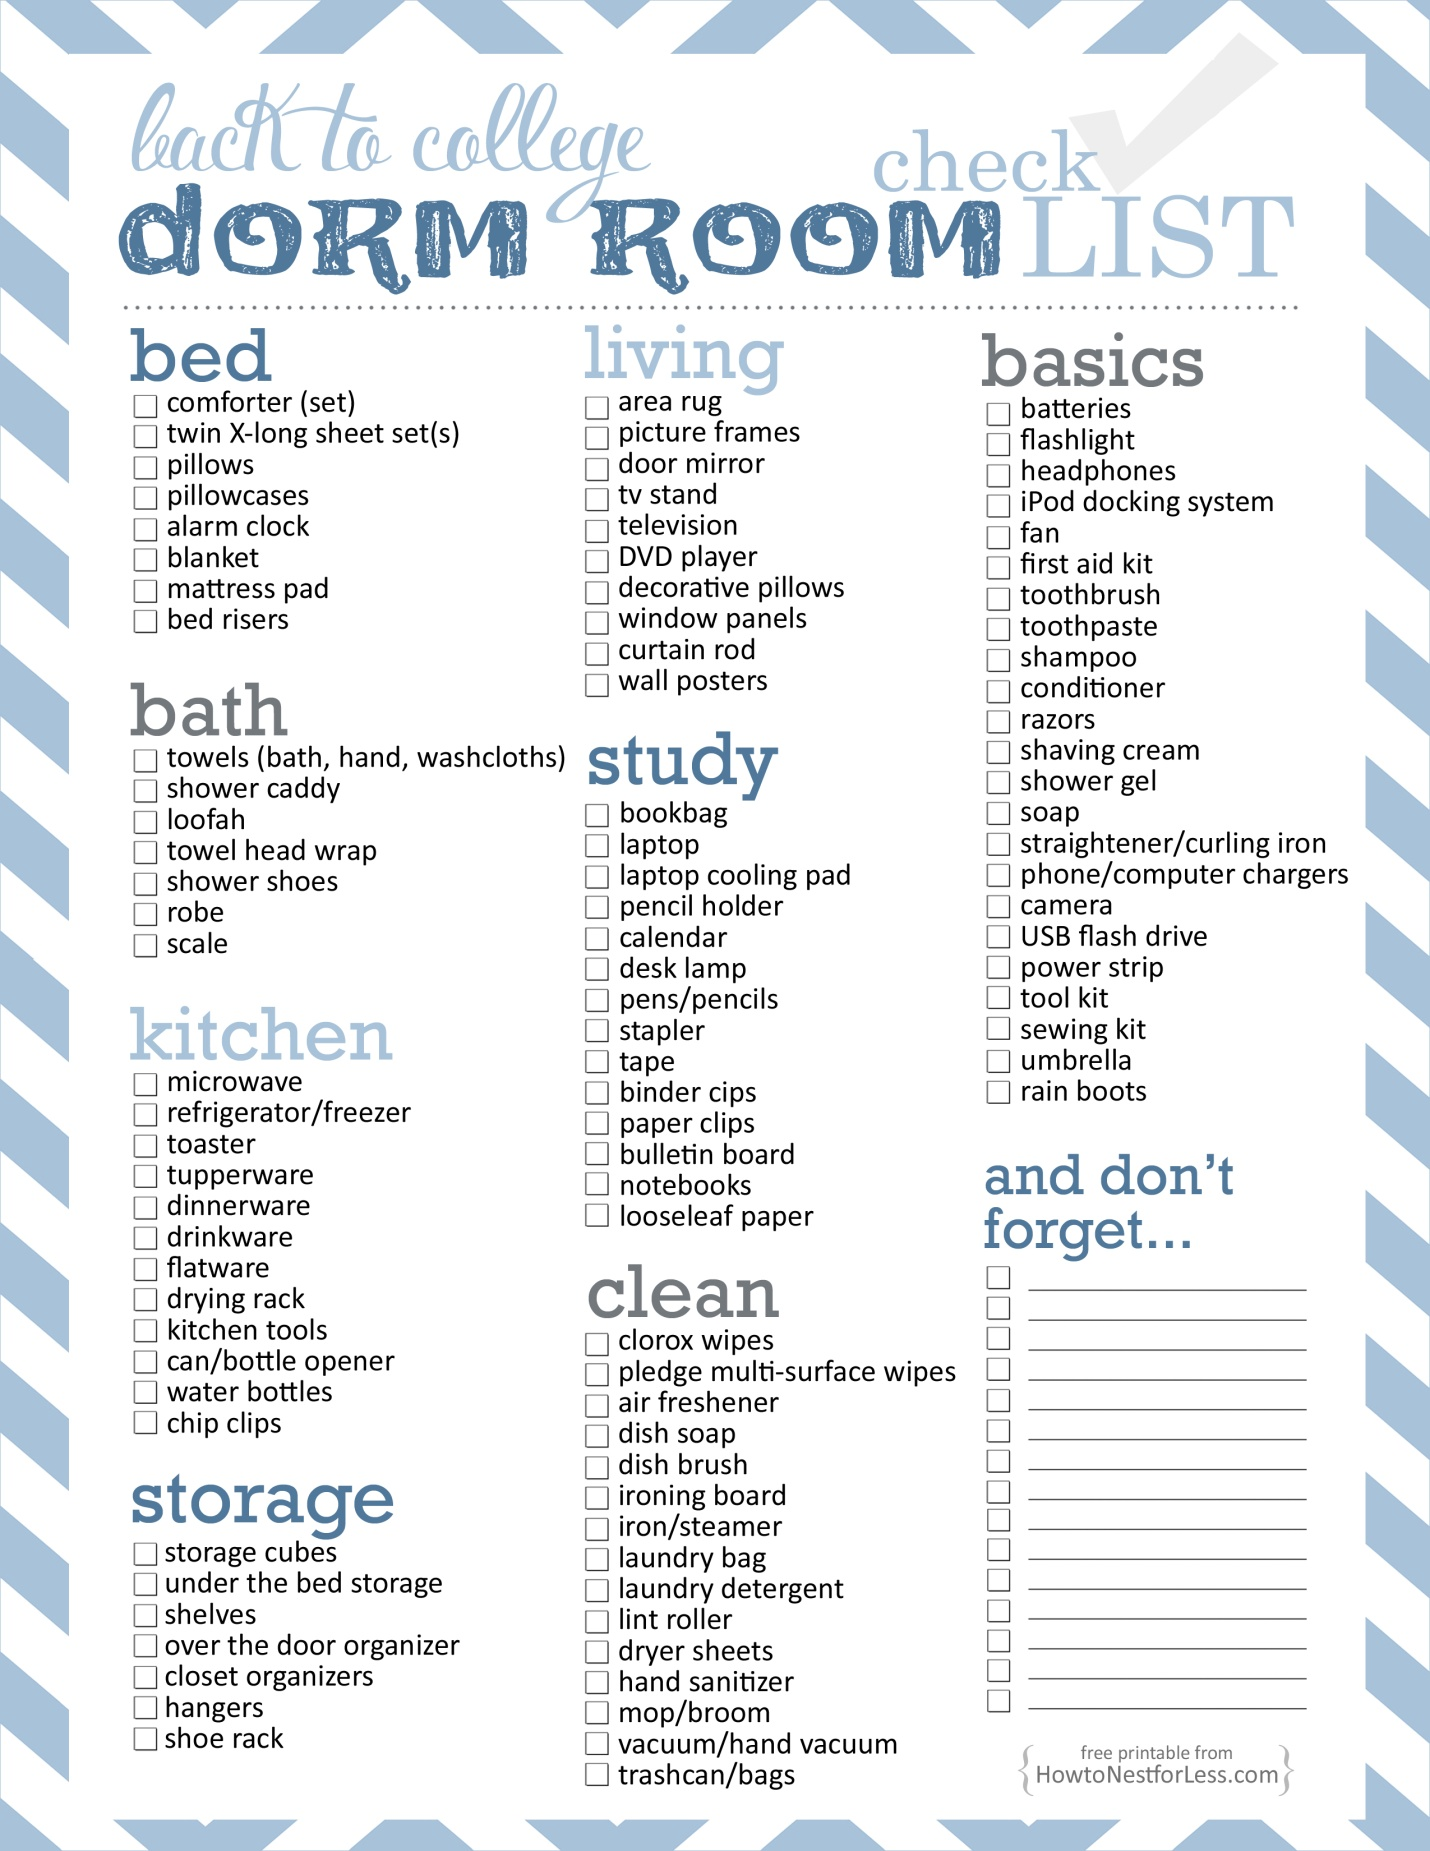 back to college
check
dORM ROOM LIST
bed
comforter (set)
twin X-long sheet set(s)
pillows
pillowcases
alarm clock
blanket
mattress pad
bed risers
bath
towels (bath, hand, washcloths)
shower caddy
loofah
towel head wrap
shower shoes
robe
scale
kitchen
microwave
refrigerator/freezer
toaster
tupperware
dinnerware
drinkware
flatware
drying rack
kitchen tools
can/bottle opener
water bottles
chip clips
storage
storage cubes
under the bed storage
shelves
over the door organizer
closet organizers
hangers
shoe rack
living
area rug
picture frames
door mirror
tv stand
television
DVD player
decorative pillows
window panels
curtain rod
wall posters
study
bookbag
laptop
laptop cooling pad
pencil holder
calendar
desk lamp
pens/pencils
stapler
tape
binder cips
paper clips
bulletin board
notebooks
looseleaf paper
clean
clorox wipes
pledge multi-surface wipes
air freshener
dish soap
dish brush
ironing board
iron/steamer
laundry bag
laundry detergent
lint roller
dryer sheets
hand sanitizer
mop/broom
vacuum/hand vacuum
trashcan/bags
basics
batteries
flashlight
headphones
iPod docking system
fan
first aid kit
toothbrush
toothpaste
shampoo
conditioner
razors
shaving cream
shower gel
soap
straightener/curling iron
phone/computer chargers
camera
USB flash drive
power strip
tool kit
sewing kit
umbrella
rain boots
and don't
forget...
free printable from
HowtoNestforLess.com